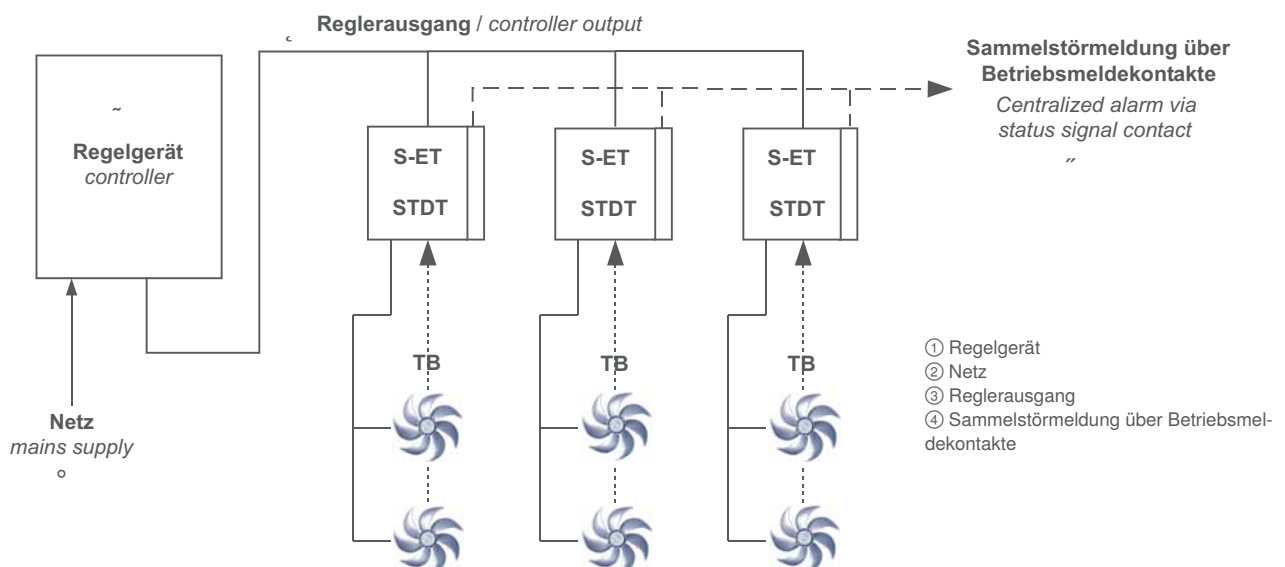 Reglerausgang / controller output
Sammelstörmeldung über
Betriebsmeldekontakte
Centralized alarm via
status signal contact
Regelgerät
controller
S-ET
STDT
S-ET
STDT
S-ET
STDT
TB
TB
TB
Netz
mains supply
① Regelgerät
② Netz
③ Reglerausgang
④ Sammelstörmeldung über Betriebsmel-
dekontakte